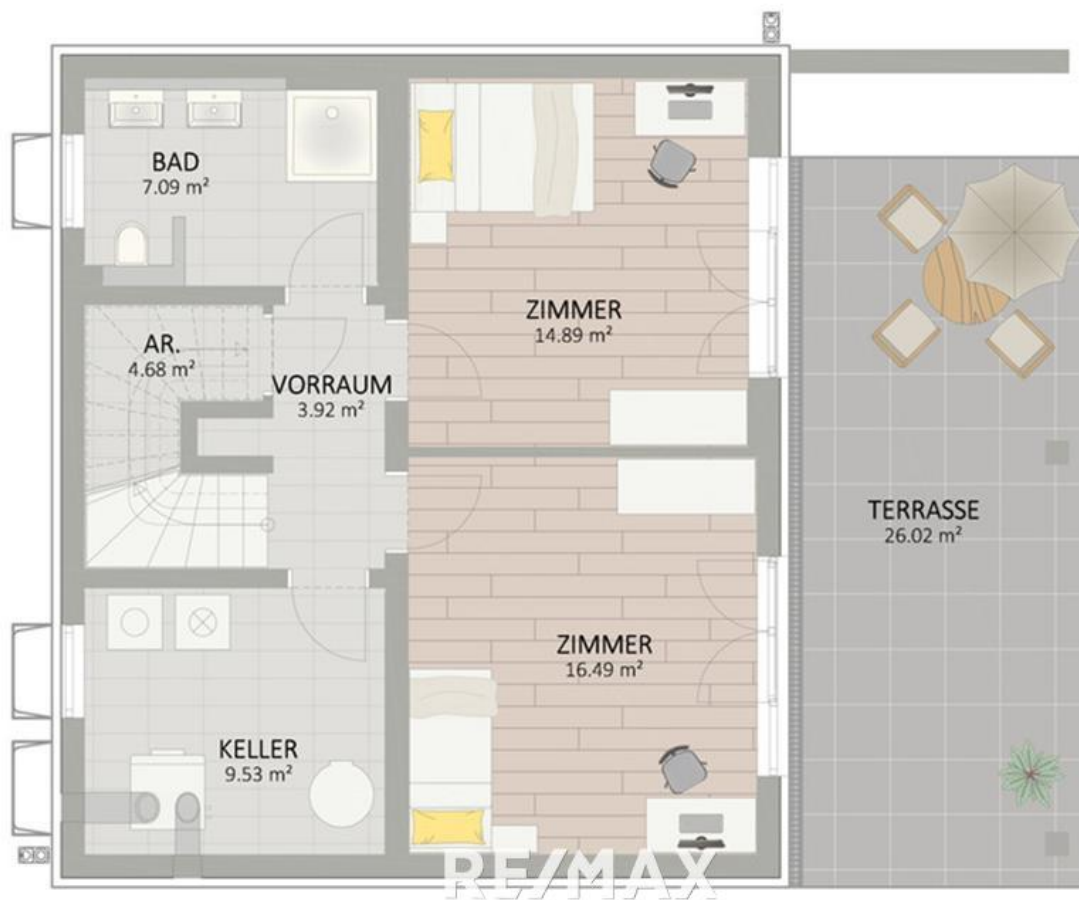 BAD
7.09 m²
ZIMMER
14.89 m²
AR.
4.68 m²
VORRAUM
3.92 m²
TERRASSE
26.02 m²
ZIMMER
16.49 m²
KELLER
9.53 m²
RE/MAX